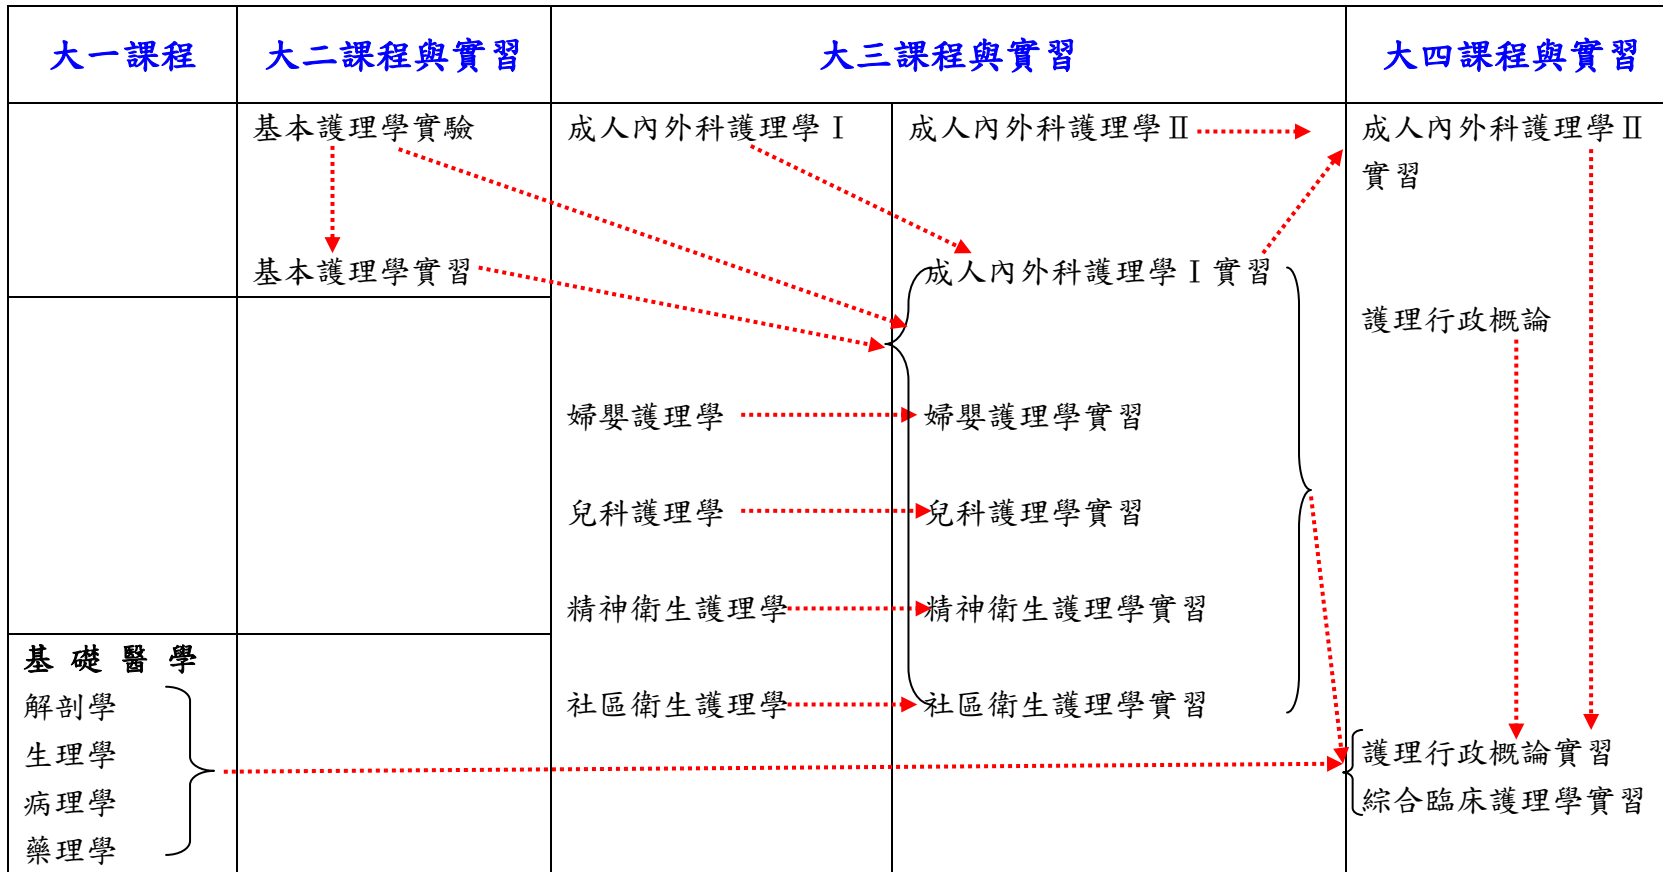 大一課程
大二課程與實習
大三課程與實習
大四課程與實習
基本護理學實驗
基本護理學實習
成人內外科護理學 I
婦嬰護理學
兒科護理學
精神衛生護理學
社區衛生護理學
成人內外科護理學 II
成人內外科護理學 I 實習
婦嬰護理學實習
兒科護理學實習
精神衛生護理學實習
社區衛生護理學實習
成人內外科護理學 II
實習
護理行政概論
護理行政概論實習
綜合臨床護理學實習
基 礎 醫 學
解剖學
生理學
病理學
藥理學